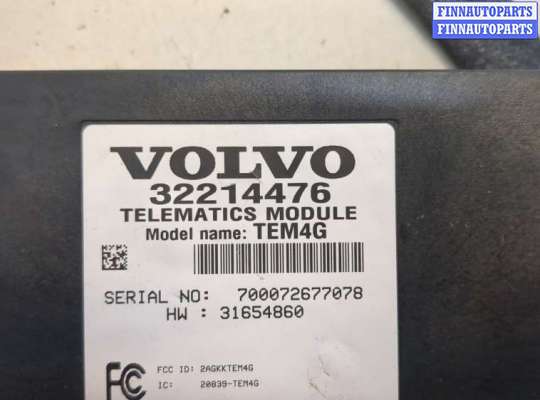 FINNAUTOPARTS
FINNAUTOPARTS
VOLVO
32214476
TELEMATICS MODULE
Model name: TEM4G
SERIAL NO: 700072677078
HW : 31654860
FCC ID: 2AGKKTEM4G
IC: 20839-TEM4G
FC